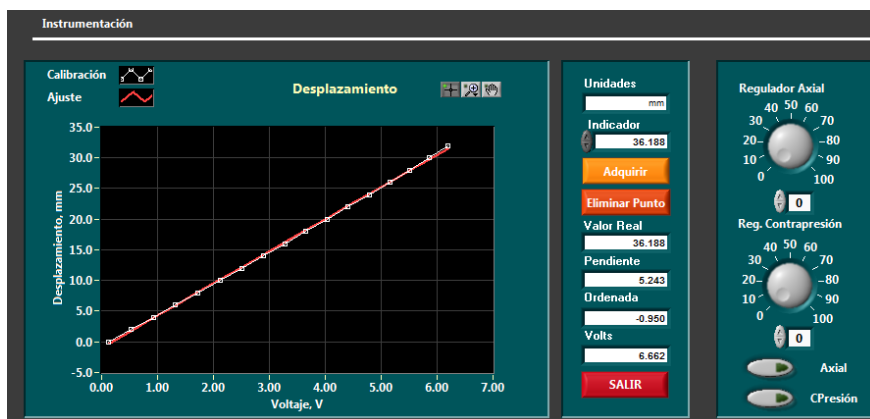 Instrumentación
Calibración
Ajuste
Desplazamiento
35.0
30.0
25.0
20.0
15.0
10.0
5.0
0.0
-5.0
Desplazamiento, mm
0.00 1.00 2.00 3.00 4.00 5.00 6.00 7.00
Voltaje, V
Unidades
mm
Indicador
36.188
Adquirir
Eliminar Punto
Valor Real
36.188
Pendiente
5.243
Ordenada
-0.950
Volts
6.662
SALIR
Regulador Axial
0 10 20 30 40 50 60 70 80 90 100
0
Reg. Contrapresión
0 10 20 30 40 50 60 70 80 90 100
0
Axial
CPresión